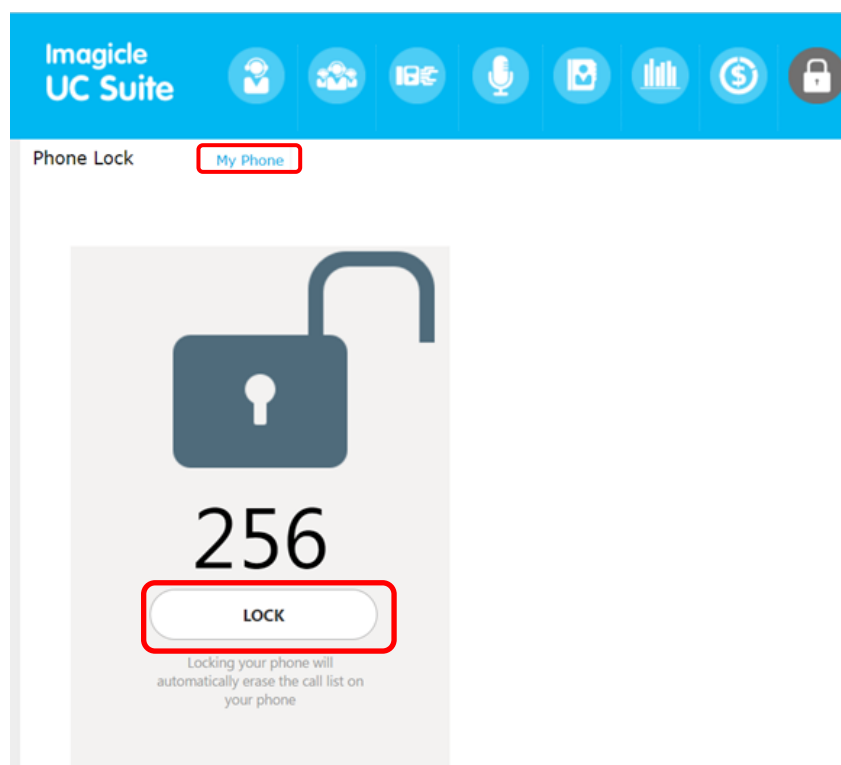 Imagicle
UC Suite
Phone Lock My Phone
256
LOCK
Locking your phone will
automatically erase the call list on
your phone